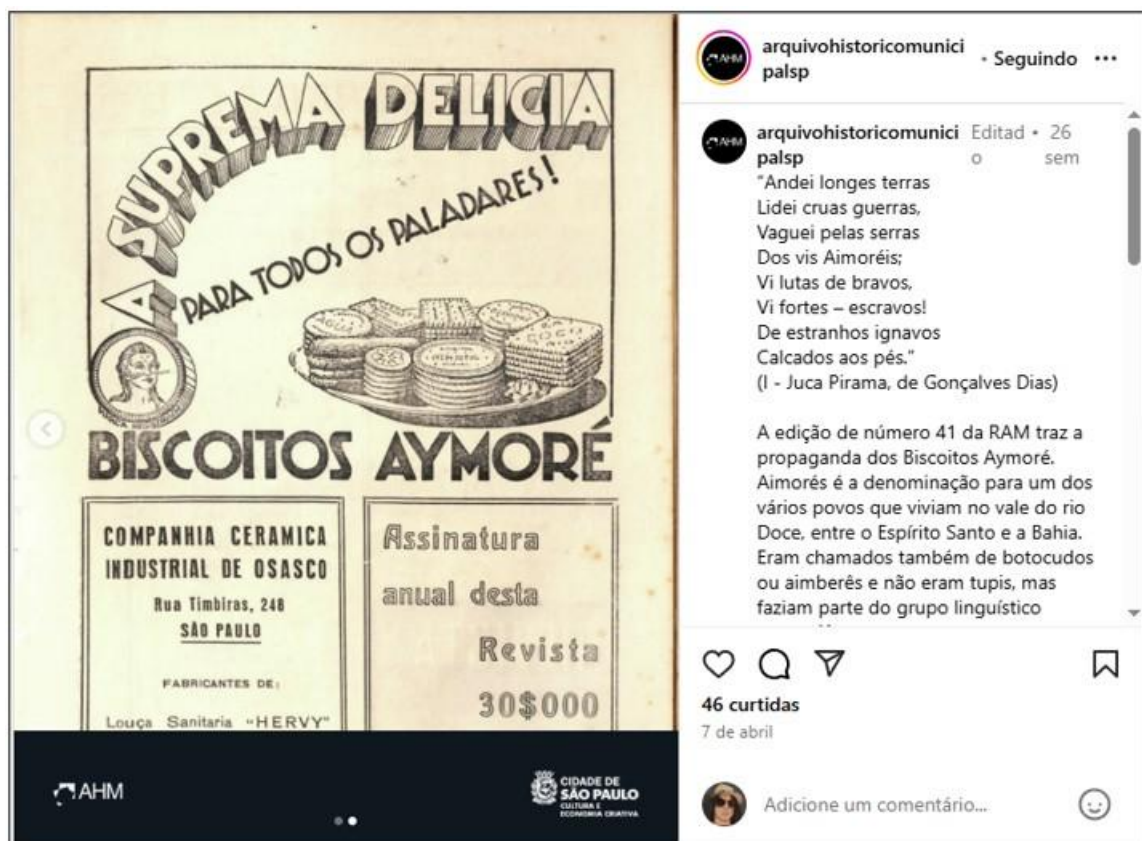 A SUPREMA DELICIA
PARA TODOS OS PALADARES!
BISCOITOS AYMORÉ
COMPANHIA CERAMICA
INDUSTRIAL DE OSASCO
Rua Timbiras, 248
SÃO PAULO
FABRICANTES DE:
Louça Sanitaria "HERVY"
Assinatura
anual desta
Revista
30$000
AHM
CIDADE DE
SÃO PAULO
CULTURA E
ECONOMIA CRIATIVA
AHM
arquivohistoricomunici
palsp
• Seguindo
AHM
arquivohistoricomunici
palsp
Editad
o
• 26
sem
"Andei longes terras
Lidei cruas guerras,
Vaguei pelas serras
Dos vis Aimoréis;
Vi lutas de bravos,
Vi fortes – escravos!
De estranhos ignavos
Calcados aos pés."
(I - Juca Pirama, de Gonçalves Dias)
A edição de número 41 da RAM traz a
propaganda dos Biscoitos Aymoré.
Aimorés é a denominação para um dos
vários povos que viviam no vale do rio
Doce, entre o Espírito Santo e a Bahia.
Eram chamados também de botocudos
ou aimberês e não eram tupis, mas
faziam parte do grupo linguístico
46 curtidas
7 de abril
Adicione um comentário...